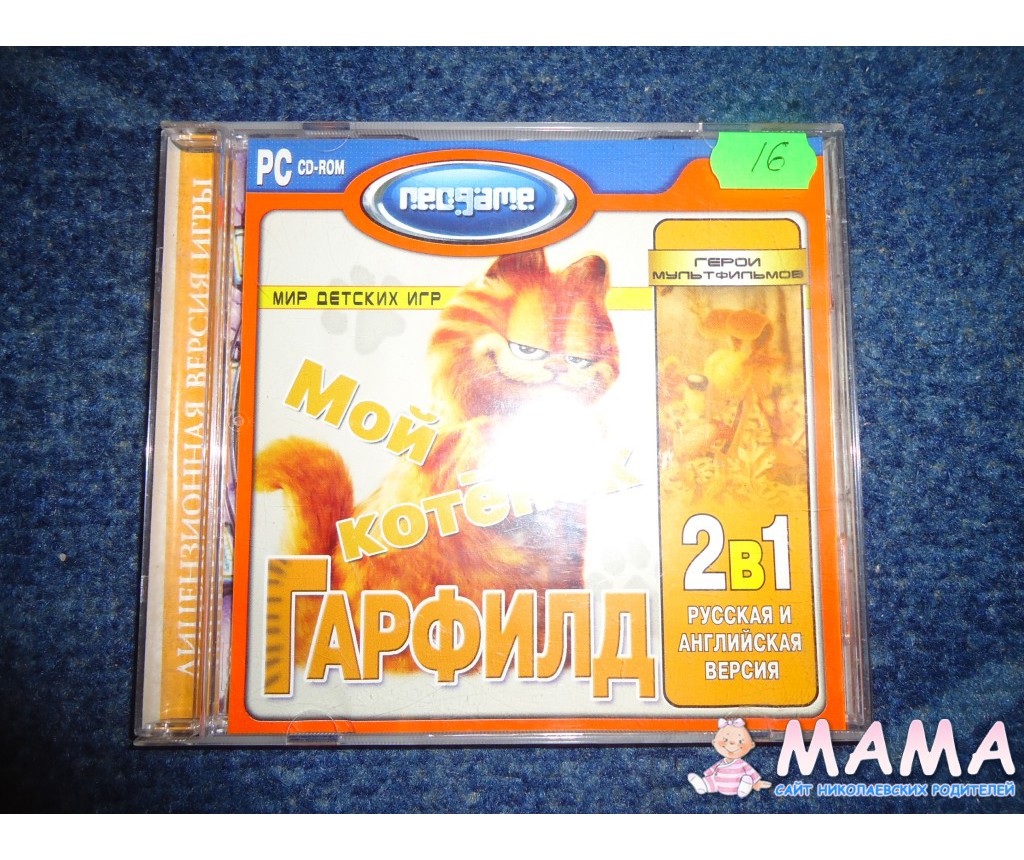 ЛИЦЕНЗИОННАЯ ВЕРСИЯ ИГРЫ
PC CD-ROM
neogame
16
ГЕРОИ
МУЛЬТФИЛЬМОВ
МИР ДЕТСКИХ ИГР
Мой
котёнок
ГАРФИЛД
2в1
РУССКАЯ И
АНГЛИЙСКАЯ
ВЕРСИЯ
МАМА
САЙТ НИКОЛАЕВСКИХ РОДИТЕЛЕЙ